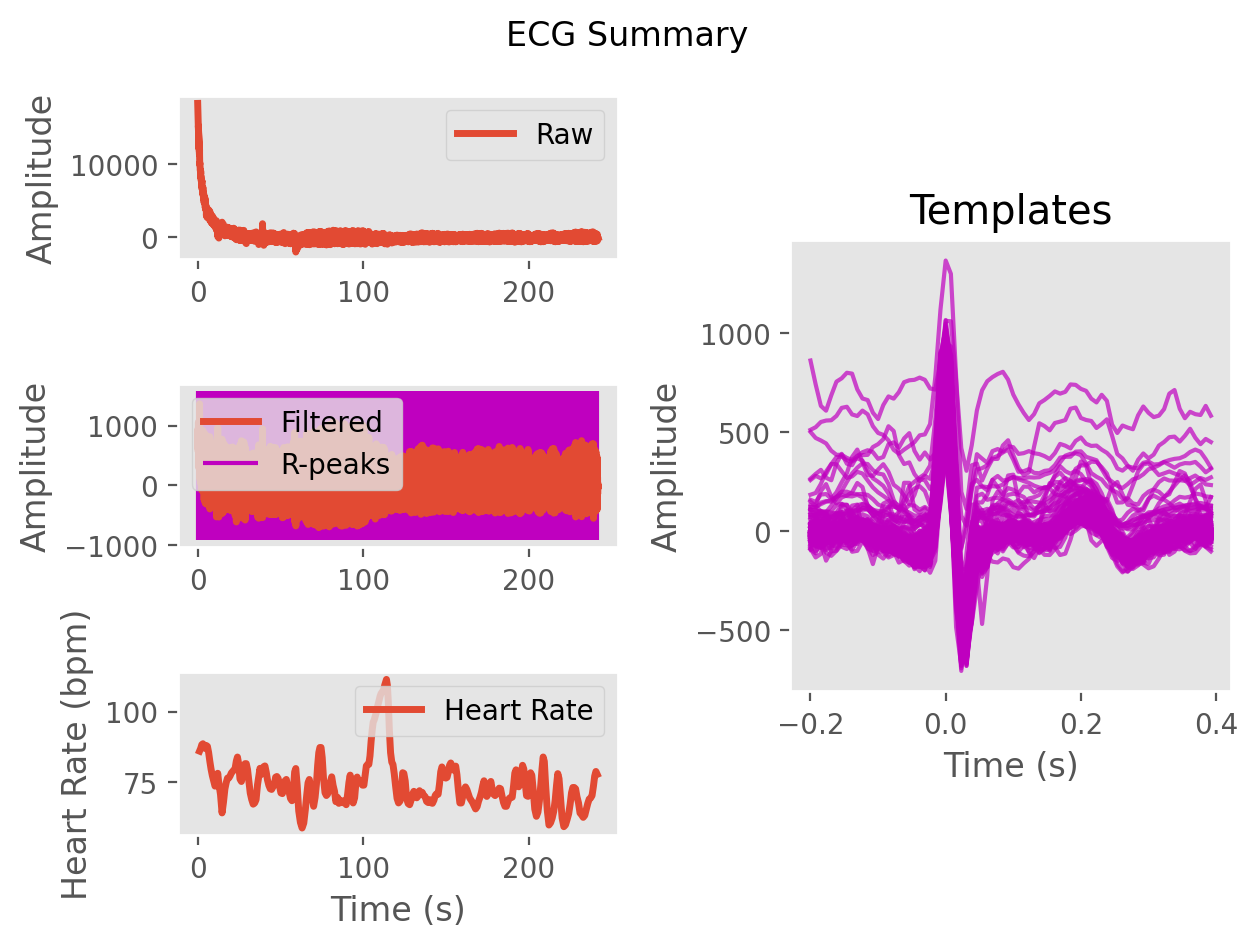 ECG Summary
Amplitude
10000
0
Raw
0
100
200
Amplitude
1000
0
−1000
Filtered
R-peaks
0
100
200
Heart Rate (bpm)
100
75
Heart Rate
0
100
200
Time (s)
Templates
Amplitude
1000
500
0
−500
−0.2
0.0
0.2
0.4
Time (s)